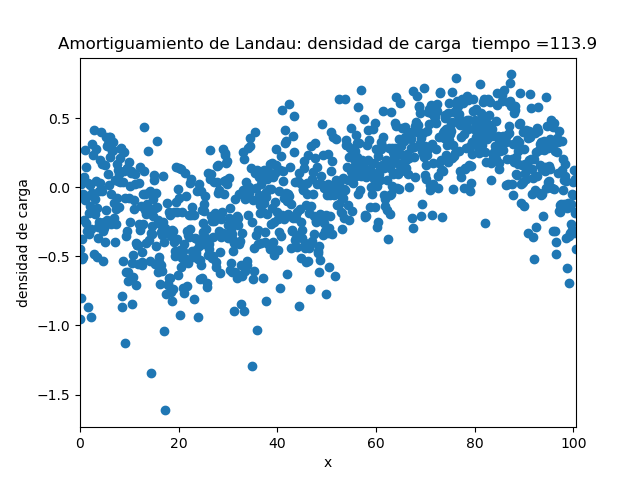 Amortiguamiento de Landau: densidad de carga  tiempo =113.9
0.5
0.0
−0.5
−1.0
−1.5
densidad de carga
0 20 40 60 80 100
x